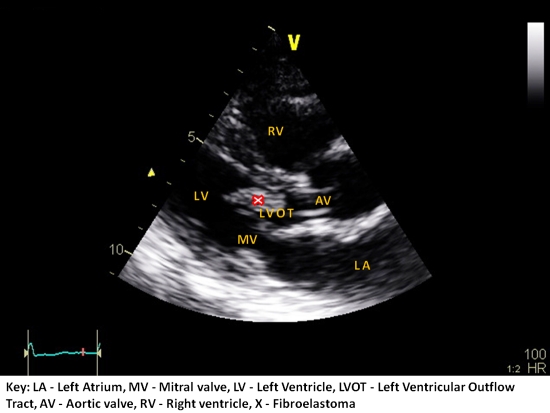 V
RV
5
LV
X
AV
LVOT
MV
10
LA
100
1:2 HR
Key: LA - Left Atrium, MV - Mitral valve, LV - Left Ventricle, LVOT - Left Ventricular Outflow
Tract, AV - Aortic valve, RV - Right ventricle, X - Fibroelastoma